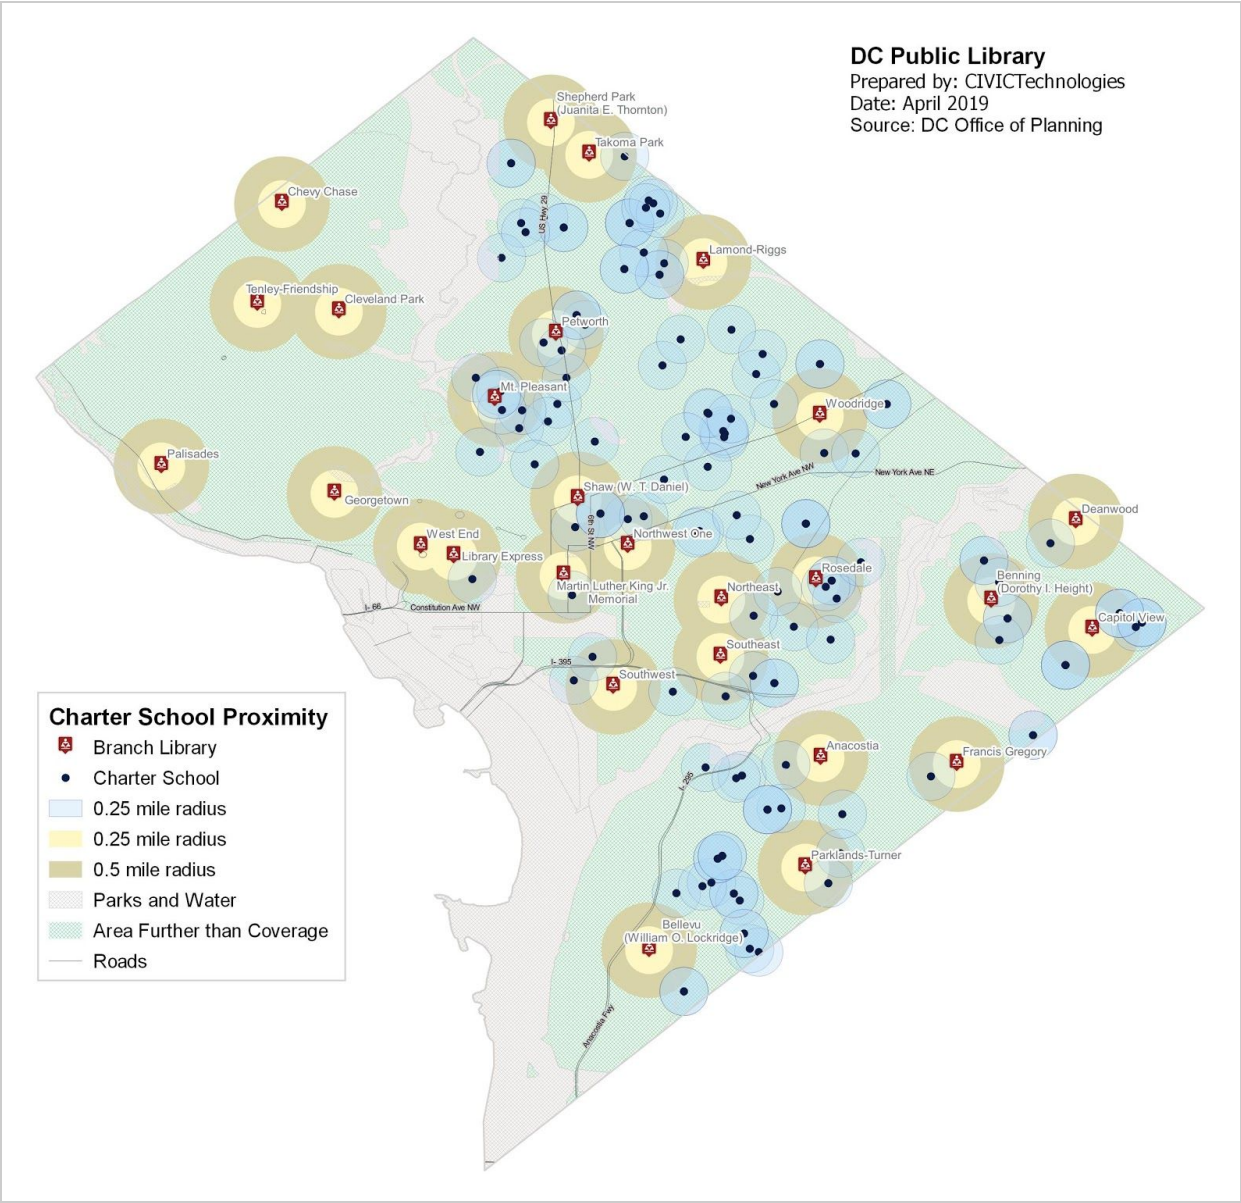 DC Public Library
Prepared by: CIVICTechnologies
Date: April 2019
Source: DC Office of Planning
Shepherd Park
(Juanita E. Thornton)
Takoma Park
Chevy Chase
US Hwy 29
Lamond-Riggs
Tenley-Friendship
Cleveland Park
Petworth
Mt. Pleasant
Woodridge
Palisades
New York Ave NW
New York Ave NE
Georgetown
Shaw (W. T. Daniel)
6th St NW
Deanwood
West End
Northwest One
Library Express
Rosedale
Benning
(Dorothy I. Height)
Martin Luther King Jr.
Memorial
Northeast
I- 66
Constitution Ave NW
Capitol View
Southeast
I- 395
Southwest
Anacostia
Francis Gregory
I- 295
Parklands-Turner
Bellevu
(William O. Lockridge)
Anacostia Fwy
Charter School Proximity
Branch Library
Charter School
0.25 mile radius
0.25 mile radius
0.5 mile radius
Parks and Water
Area Further than Coverage
Roads